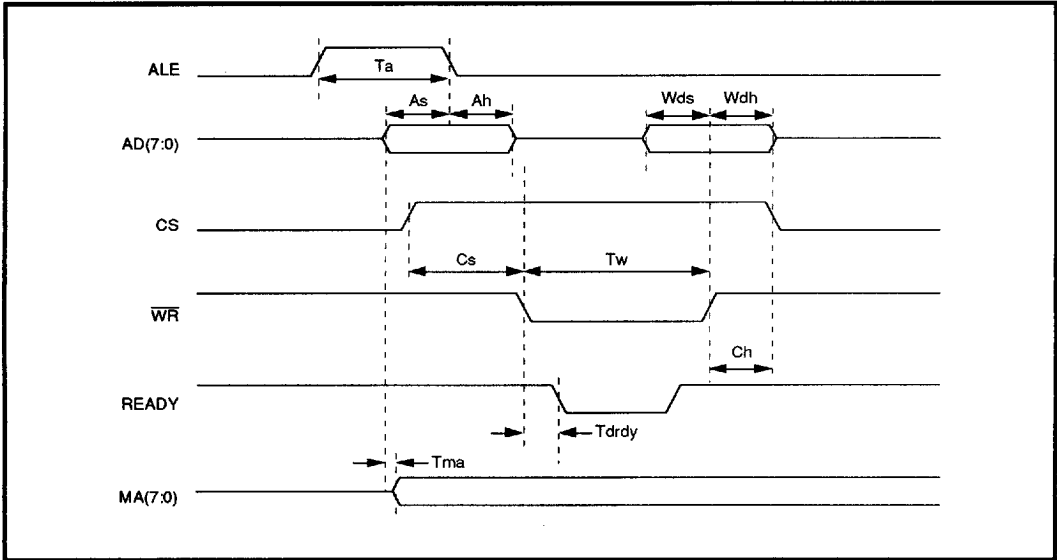 ALE
Ta
As
Ah
Wds
Wdh
AD(7:0)
CS
Cs
Tw
WR
Ch
READY
Tdrdy
Tma
MA(7:0)